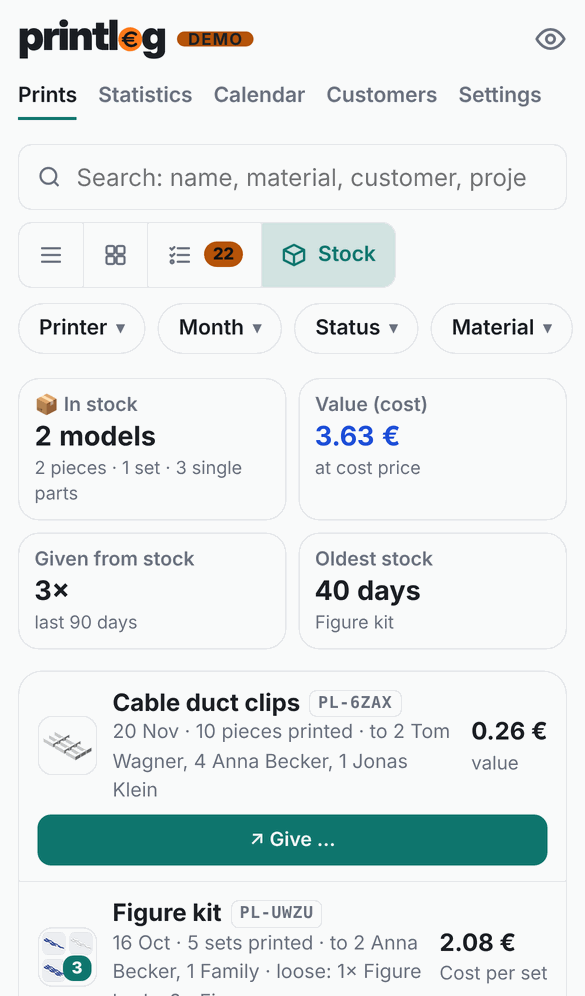 printl€g DEMO
Prints Statistics Calendar Customers Settings
Search: name, material, customer, proje
22 Stock
Printer ▾ Month ▾ Status ▾ Material ▾
📦 In stock
2 models
2 pieces · 1 set · 3 single
parts
Value (cost)
3.63 €
at cost price
Given from stock
3×
last 90 days
Oldest stock
40 days
Figure kit
Cable duct clips PL-6ZAX
20 Nov · 10 pieces printed · to 2 Tom
Wagner, 4 Anna Becker, 1 Jonas
Klein
0.26 €
value
↗ Give ...
Figure kit PL-UWZU
16 Oct · 5 sets printed · to 2 Anna
Becker, 1 Family · loose: 1× Figure
3
2.08 €
Cost per set